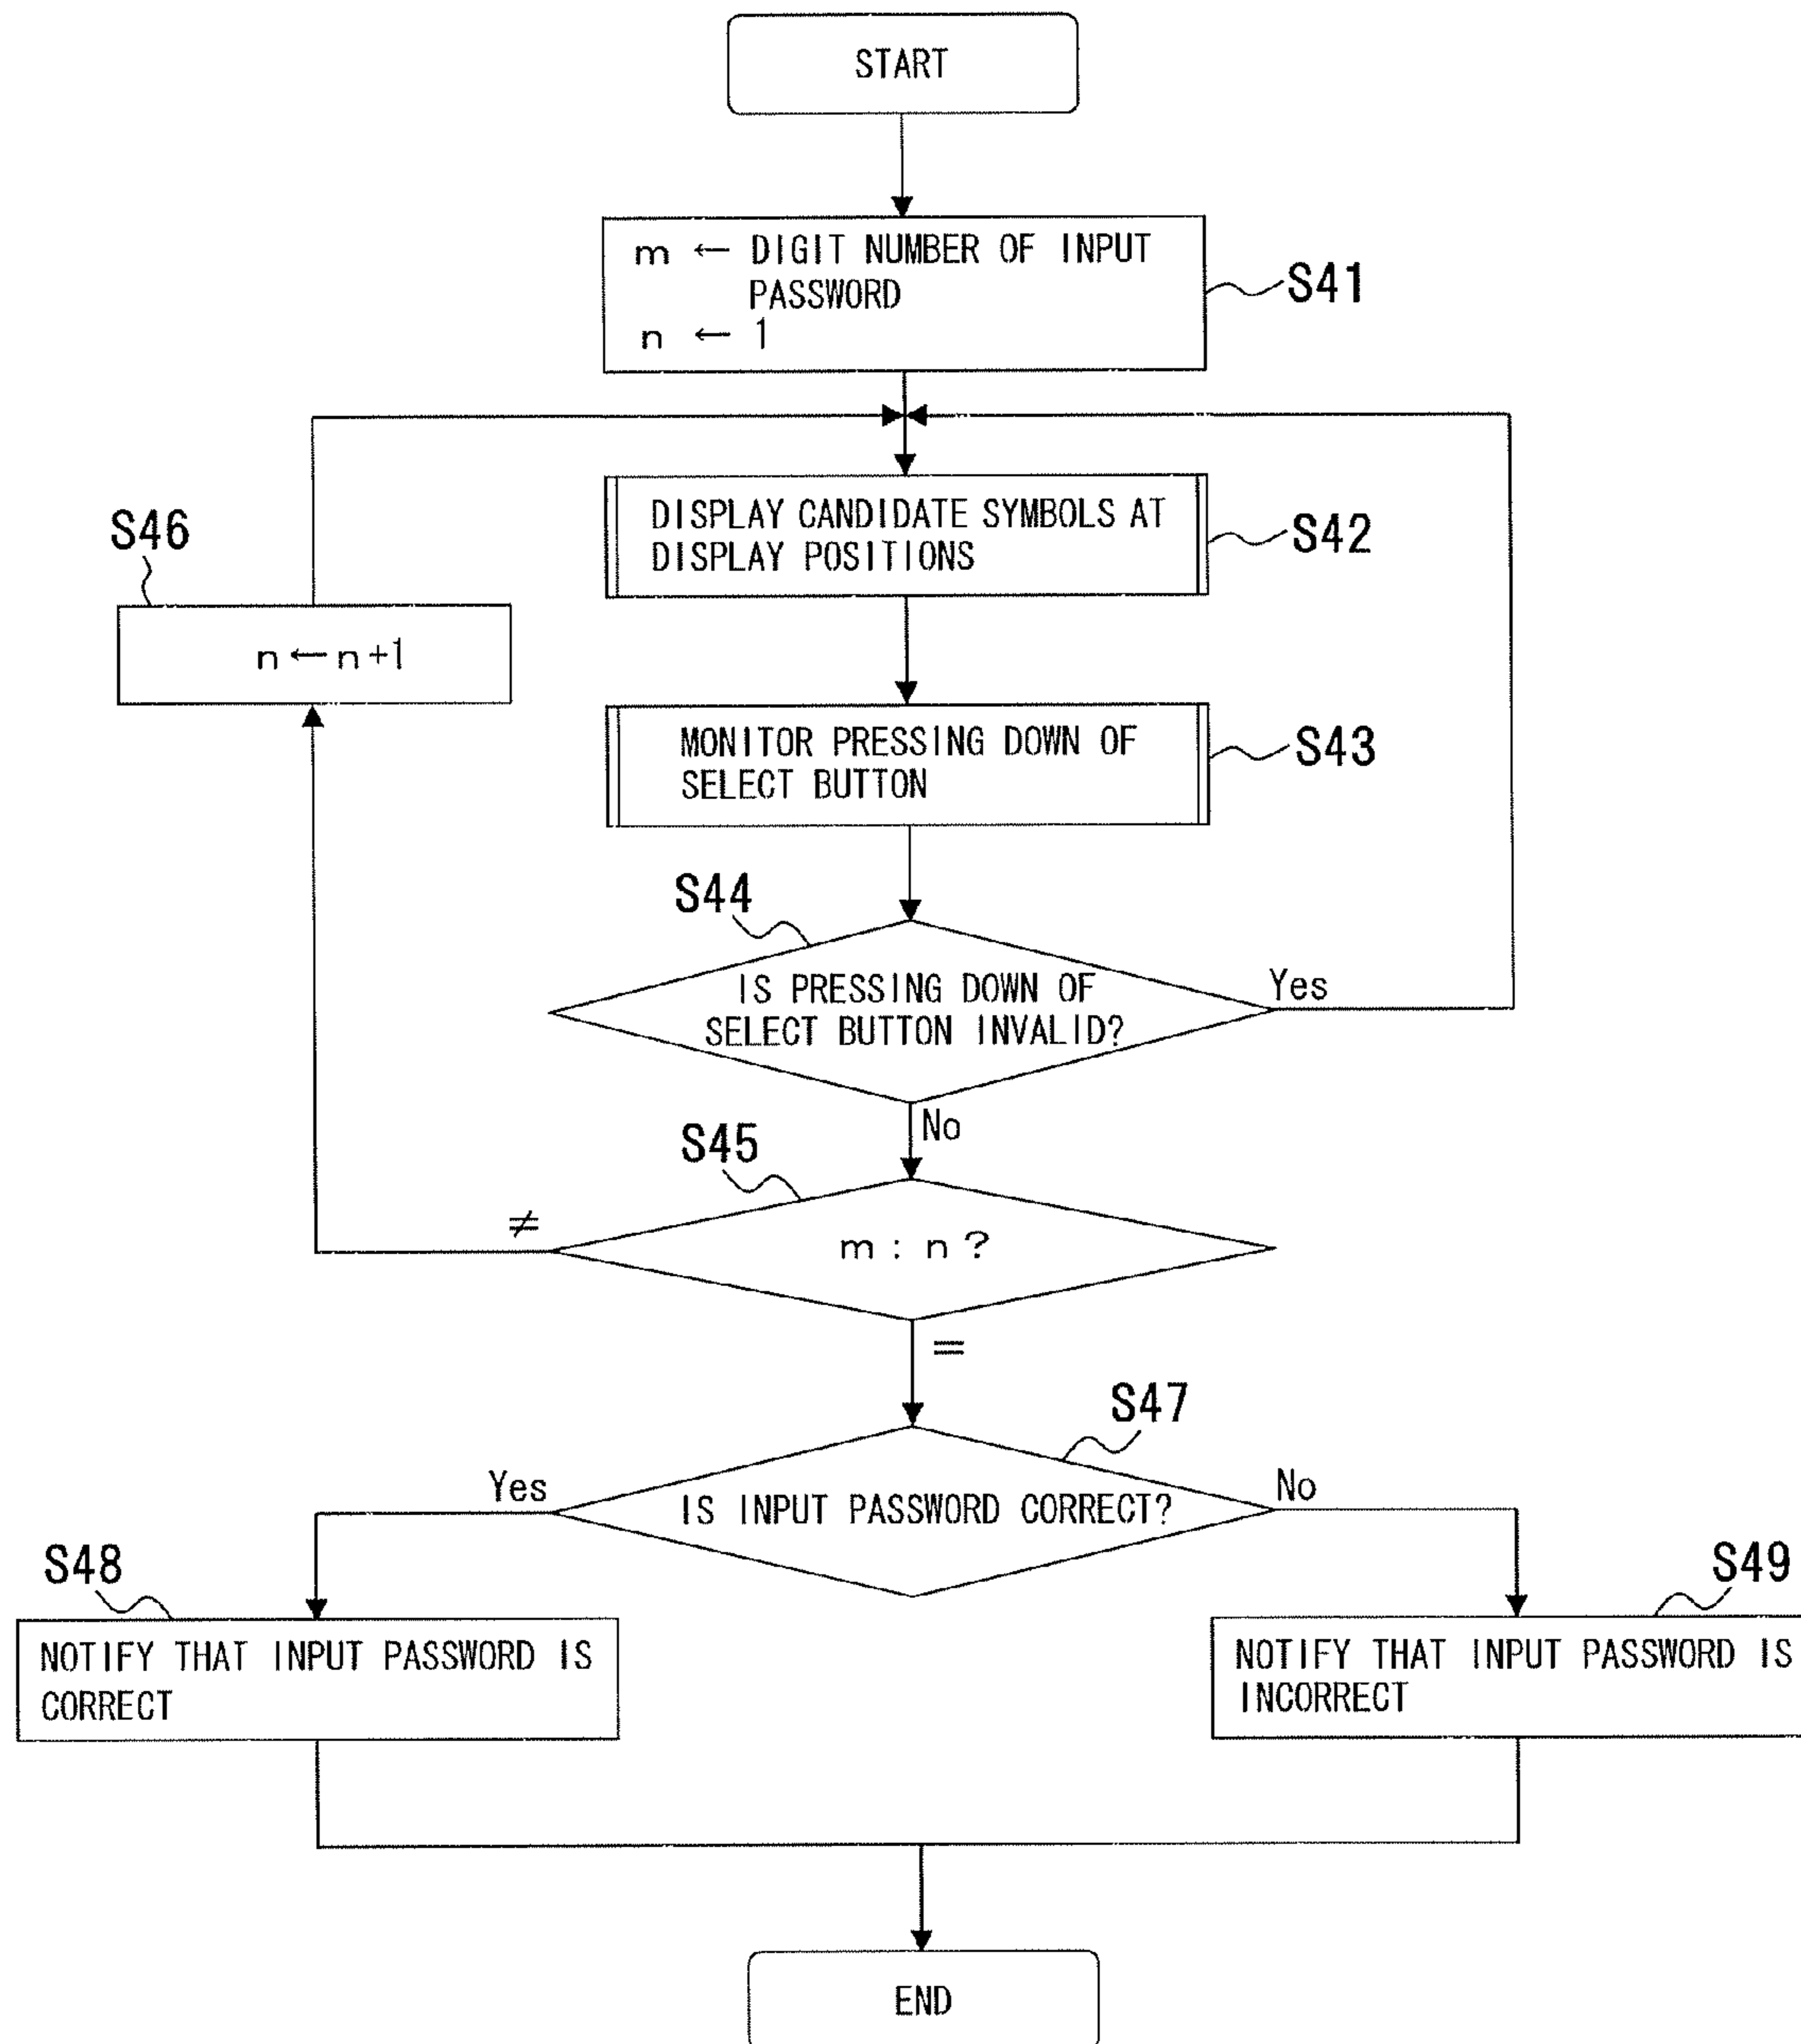 START
m ← DIGIT NUMBER OF INPUT
PASSWORD
n ← 1
S41
DISPLAY CANDIDATE SYMBOLS AT
DISPLAY POSITIONS
S42
S46
n←n+1
MONITOR PRESSING DOWN OF
SELECT BUTTON
S43
S44
IS PRESSING DOWN OF
SELECT BUTTON INVALID?
Yes
No
S45
≠
m : n ?
=
S47
Yes
IS INPUT PASSWORD CORRECT?
No
S48
NOTIFY THAT INPUT PASSWORD IS
CORRECT
S49
NOTIFY THAT INPUT PASSWORD IS
INCORRECT
END